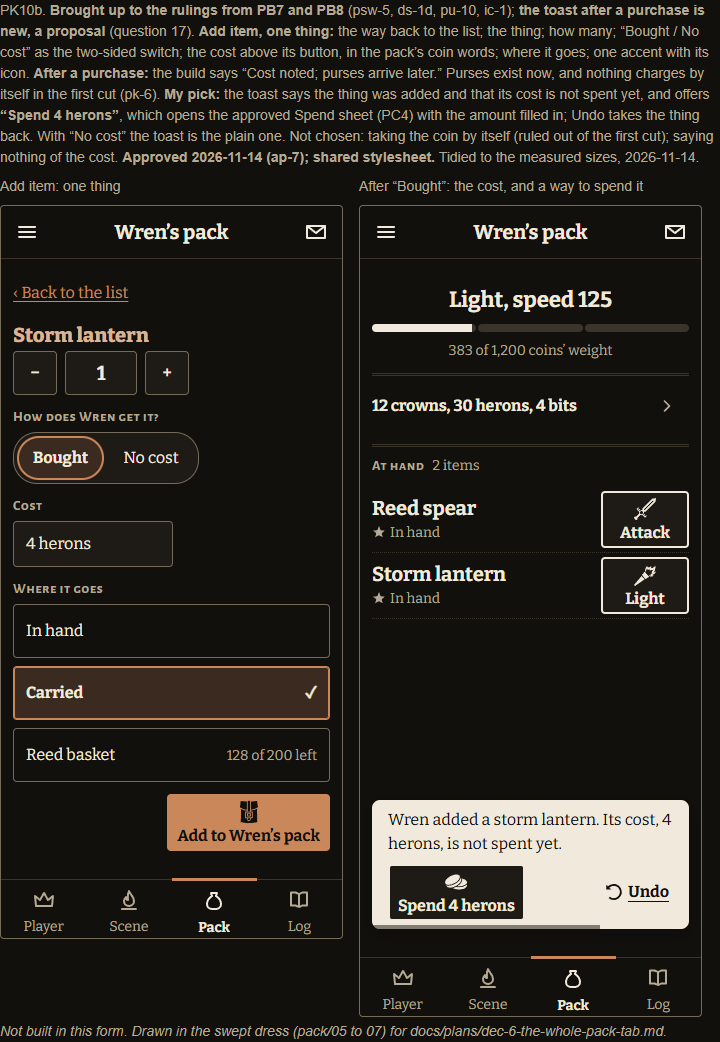 PK10b. Brought up to the rulings from PB7 and PB8 (psw-5, ds-1d, pu-10, ic-1); the toast after a purchase is
new, a proposal (question 17). Add item, one thing: the way back to the list; the thing; how many; “Bought / No
cost” as the two-sided switch; the cost above its button, in the pack's coin words; where it goes; one accent with its
icon. After a purchase: the build says “Cost noted; purses arrive later.” Purses exist now, and nothing charges by
itself in the first cut (pk-6). My pick: the toast says the thing was added and that its cost is not spent yet, and offers
“Spend 4 herons”, which opens the approved Spend sheet (PC4) with the amount filled in; Undo takes the thing
back. With “No cost” the toast is the plain one. Not chosen: taking the coin by itself (ruled out of the first cut); saying
nothing of the cost. Approved 2026-11-14 (ap-7); shared stylesheet. Tidied to the measured sizes, 2026-11-14.
Add item: one thing
Wren’s pack
‹ Back to the list
Storm lantern
− 1 +
How does Wren get it?
Bought No cost
Cost
4 herons
Where it goes
In hand
Carried ✓
Reed basket 128 of 200 left
Add to Wren’s pack
Player Scene Pack Log
After “Bought”: the cost, and a way to spend it
Wren’s pack
Light, speed 125
383 of 1,200 coins’ weight
12 crowns, 30 herons, 4 bits
At hand 2 items
Reed spear
★ In hand
Attack
Storm lantern
★ In hand
Light
Wren added a storm lantern. Its cost, 4
herons, is not spent yet.
Spend 4 herons
Undo
Player Scene Pack Log
Not built in this form. Drawn in the swept dress (pack/05 to 07) for docs/plans/dec-6-the-whole-pack-tab.md.